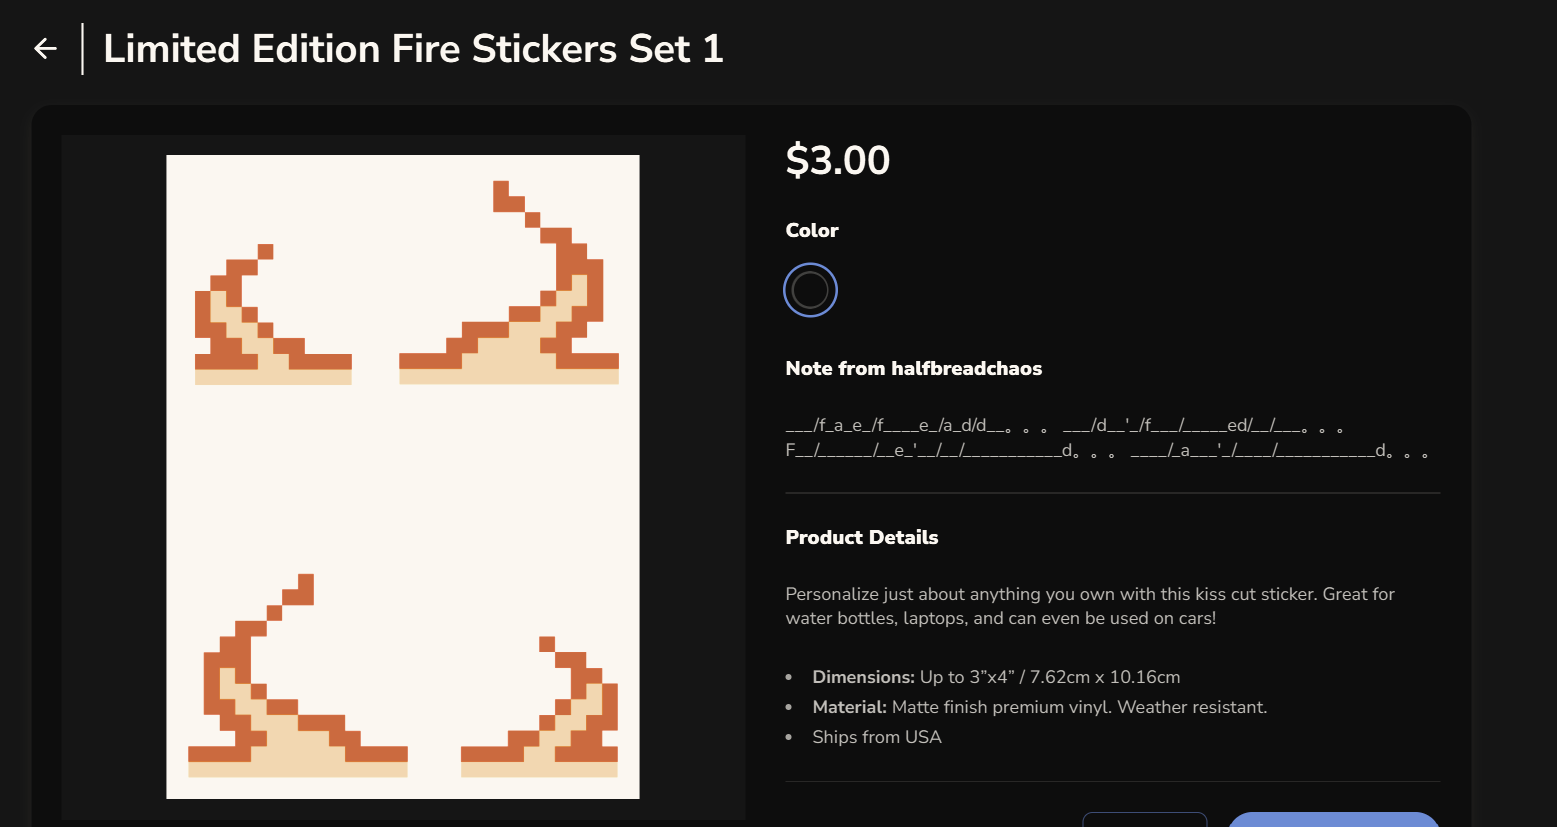 Limited Edition Fire Stickers Set 1
$3.00
Color
Note from halfbreadchaos
___/f_a_e_/f____e_/a_d/d__。。。 ___/d__'_/f___/_____ed/__/___。。。
F__/______/__e_'__/__/___________d。。。 ____/_a___'_/____/___________d。。。
Product Details
Personalize just about anything you own with this kiss cut sticker. Great for
water bottles, laptops, and can even be used on cars!
Dimensions: Up to 3”x4” / 7.62cm x 10.16cm
Material: Matte finish premium vinyl. Weather resistant.
Ships from USA